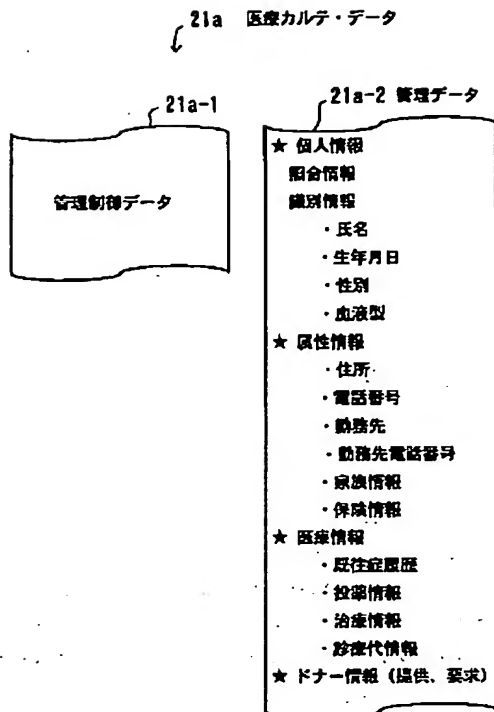 21a 医療カルテ・データ
21a-1
管理制御データ
21a-2 管理データ
★ 個人情報
照合情報
識別情報
・氏名
・生年月日
・性別
・血液型
★ 属性情報
・住所
・電話番号
・勤務先
・勤務先電話番号
・家族情報
・保険情報
★ 医療情報
・既往症履歴
・投薬情報
・治療情報
・診療代情報
★ ドナー情報（提供、要求）